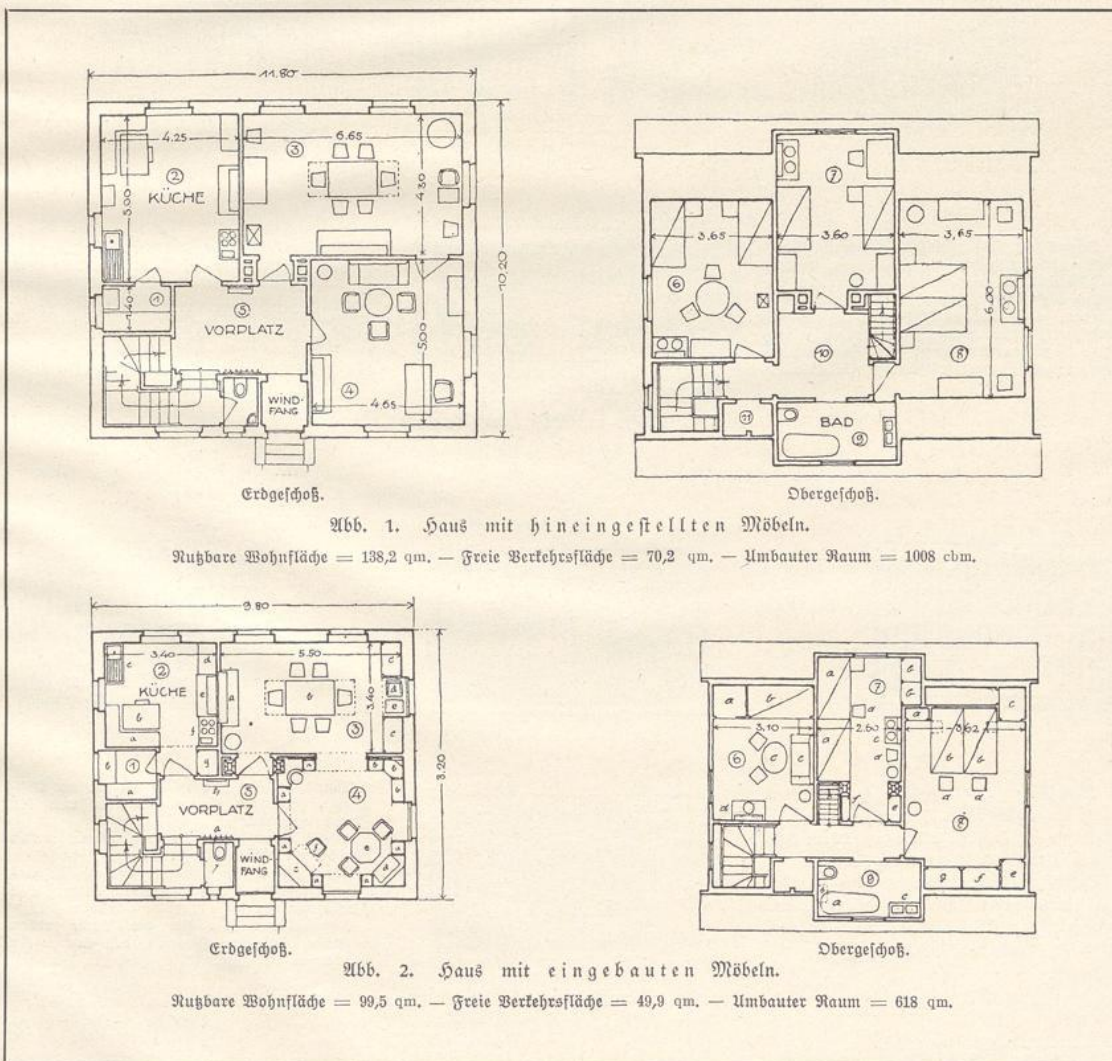 11.80
4.25
6.65
③
②
KÜCHE
5.00
4.30
10,20
1.40
①
⑤
VORPLATZ
5.00
④
4.65
WIND-
FANG
Erdgeschoß.
⑦
3,65
3,60
3,65
⑥
6.00
⑩
8
11
BAD
⑨
Obergeschoß.
Abb. 1. Haus mit hineingestellten Möbeln.
Nutzbare Wohnfläche = 138,2 qm. — Freie Verkehrsfläche = 70,2 qm. — Umbauter Raum = 1008 cbm.
9.80
3.40
5.50
c
d
c
②
KÜCHE
e
a
b
d
e
3.40
b
a
f
③
c
b
①
g
a
h
⑤
④
VORPLATZ
a
e
WIND-
FANG
3.20
Erdgeschoß.
a
b
a
⑦
b
b
c
3.10
2.60
3,62
d
a
c
d
⑥
c
a
b
b
d
d
d
f
e
8
g
f
e
9
a
b
c
Obergeschoß.
Abb. 2. Haus mit eingebauten Möbeln.
Nutzbare Wohnfläche = 99,5 qm. — Freie Verkehrsfläche = 49,9 qm. — Umbauter Raum = 618 qm.